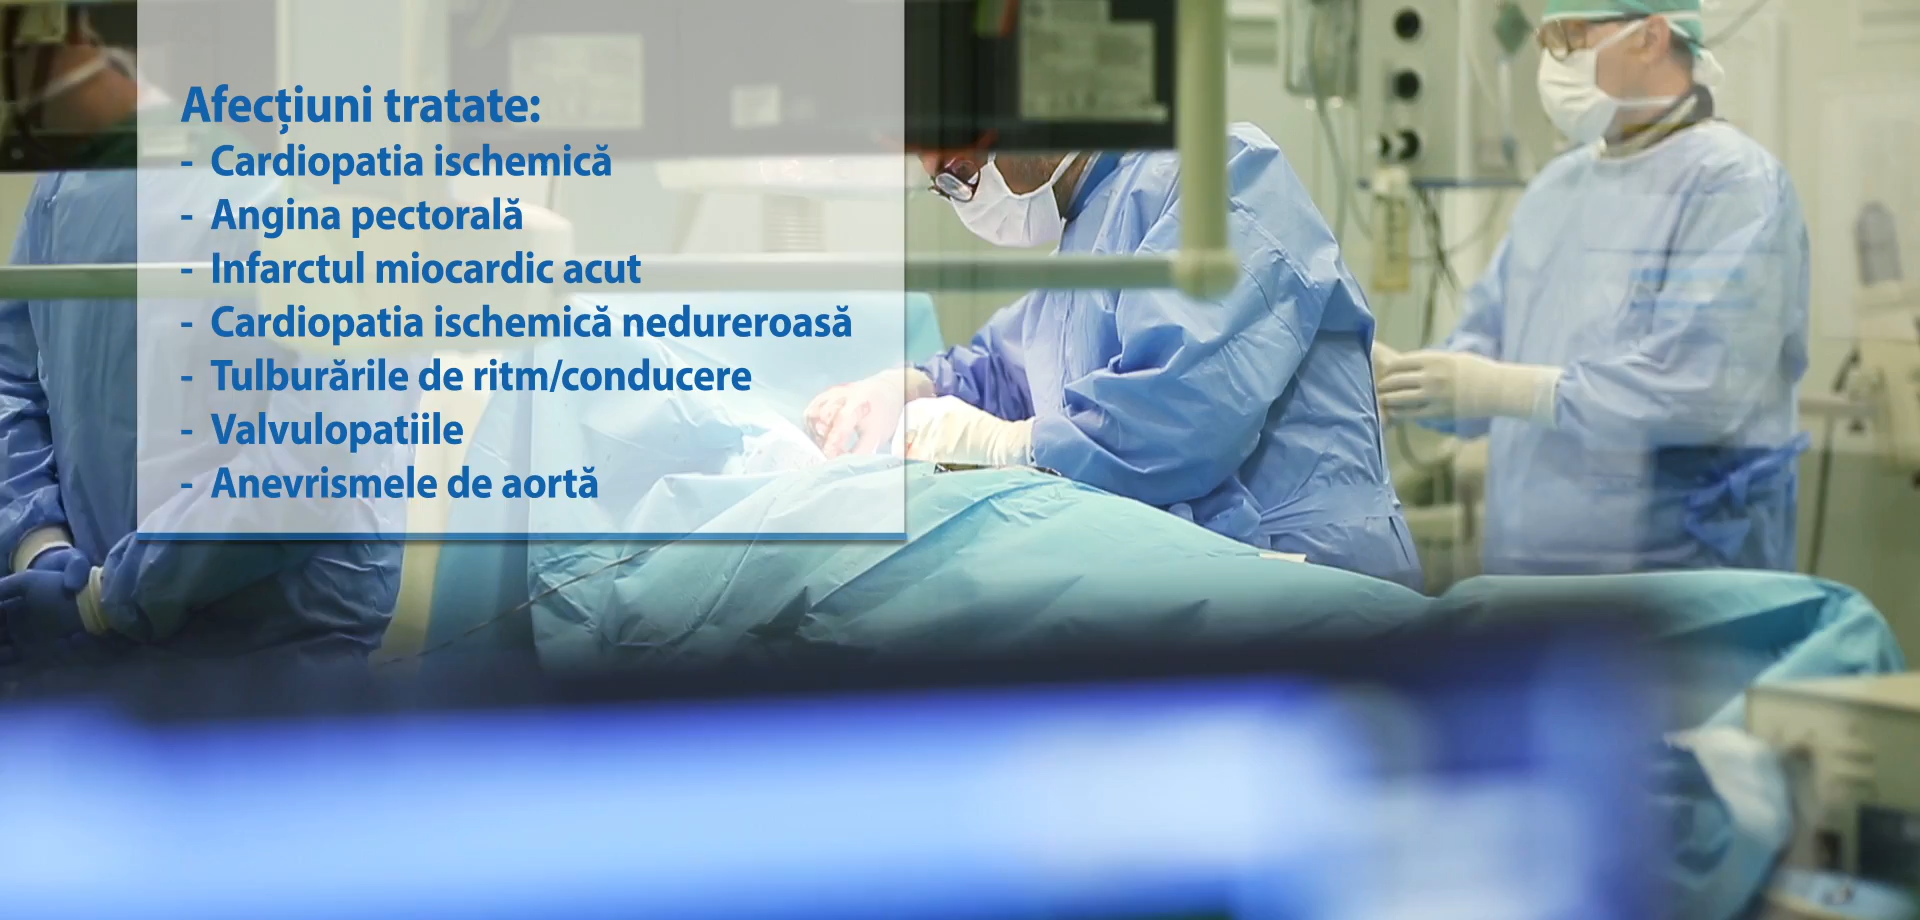 Afecțiuni tratate:
- Cardiopatia ischemică
- Angina pectorală
- Infarctul miocardic acut
- Cardiopatia ischemică nedureroasă
- Tulburările de ritm/conducere
- Valvulopatiile
- Anevrismele de aortă